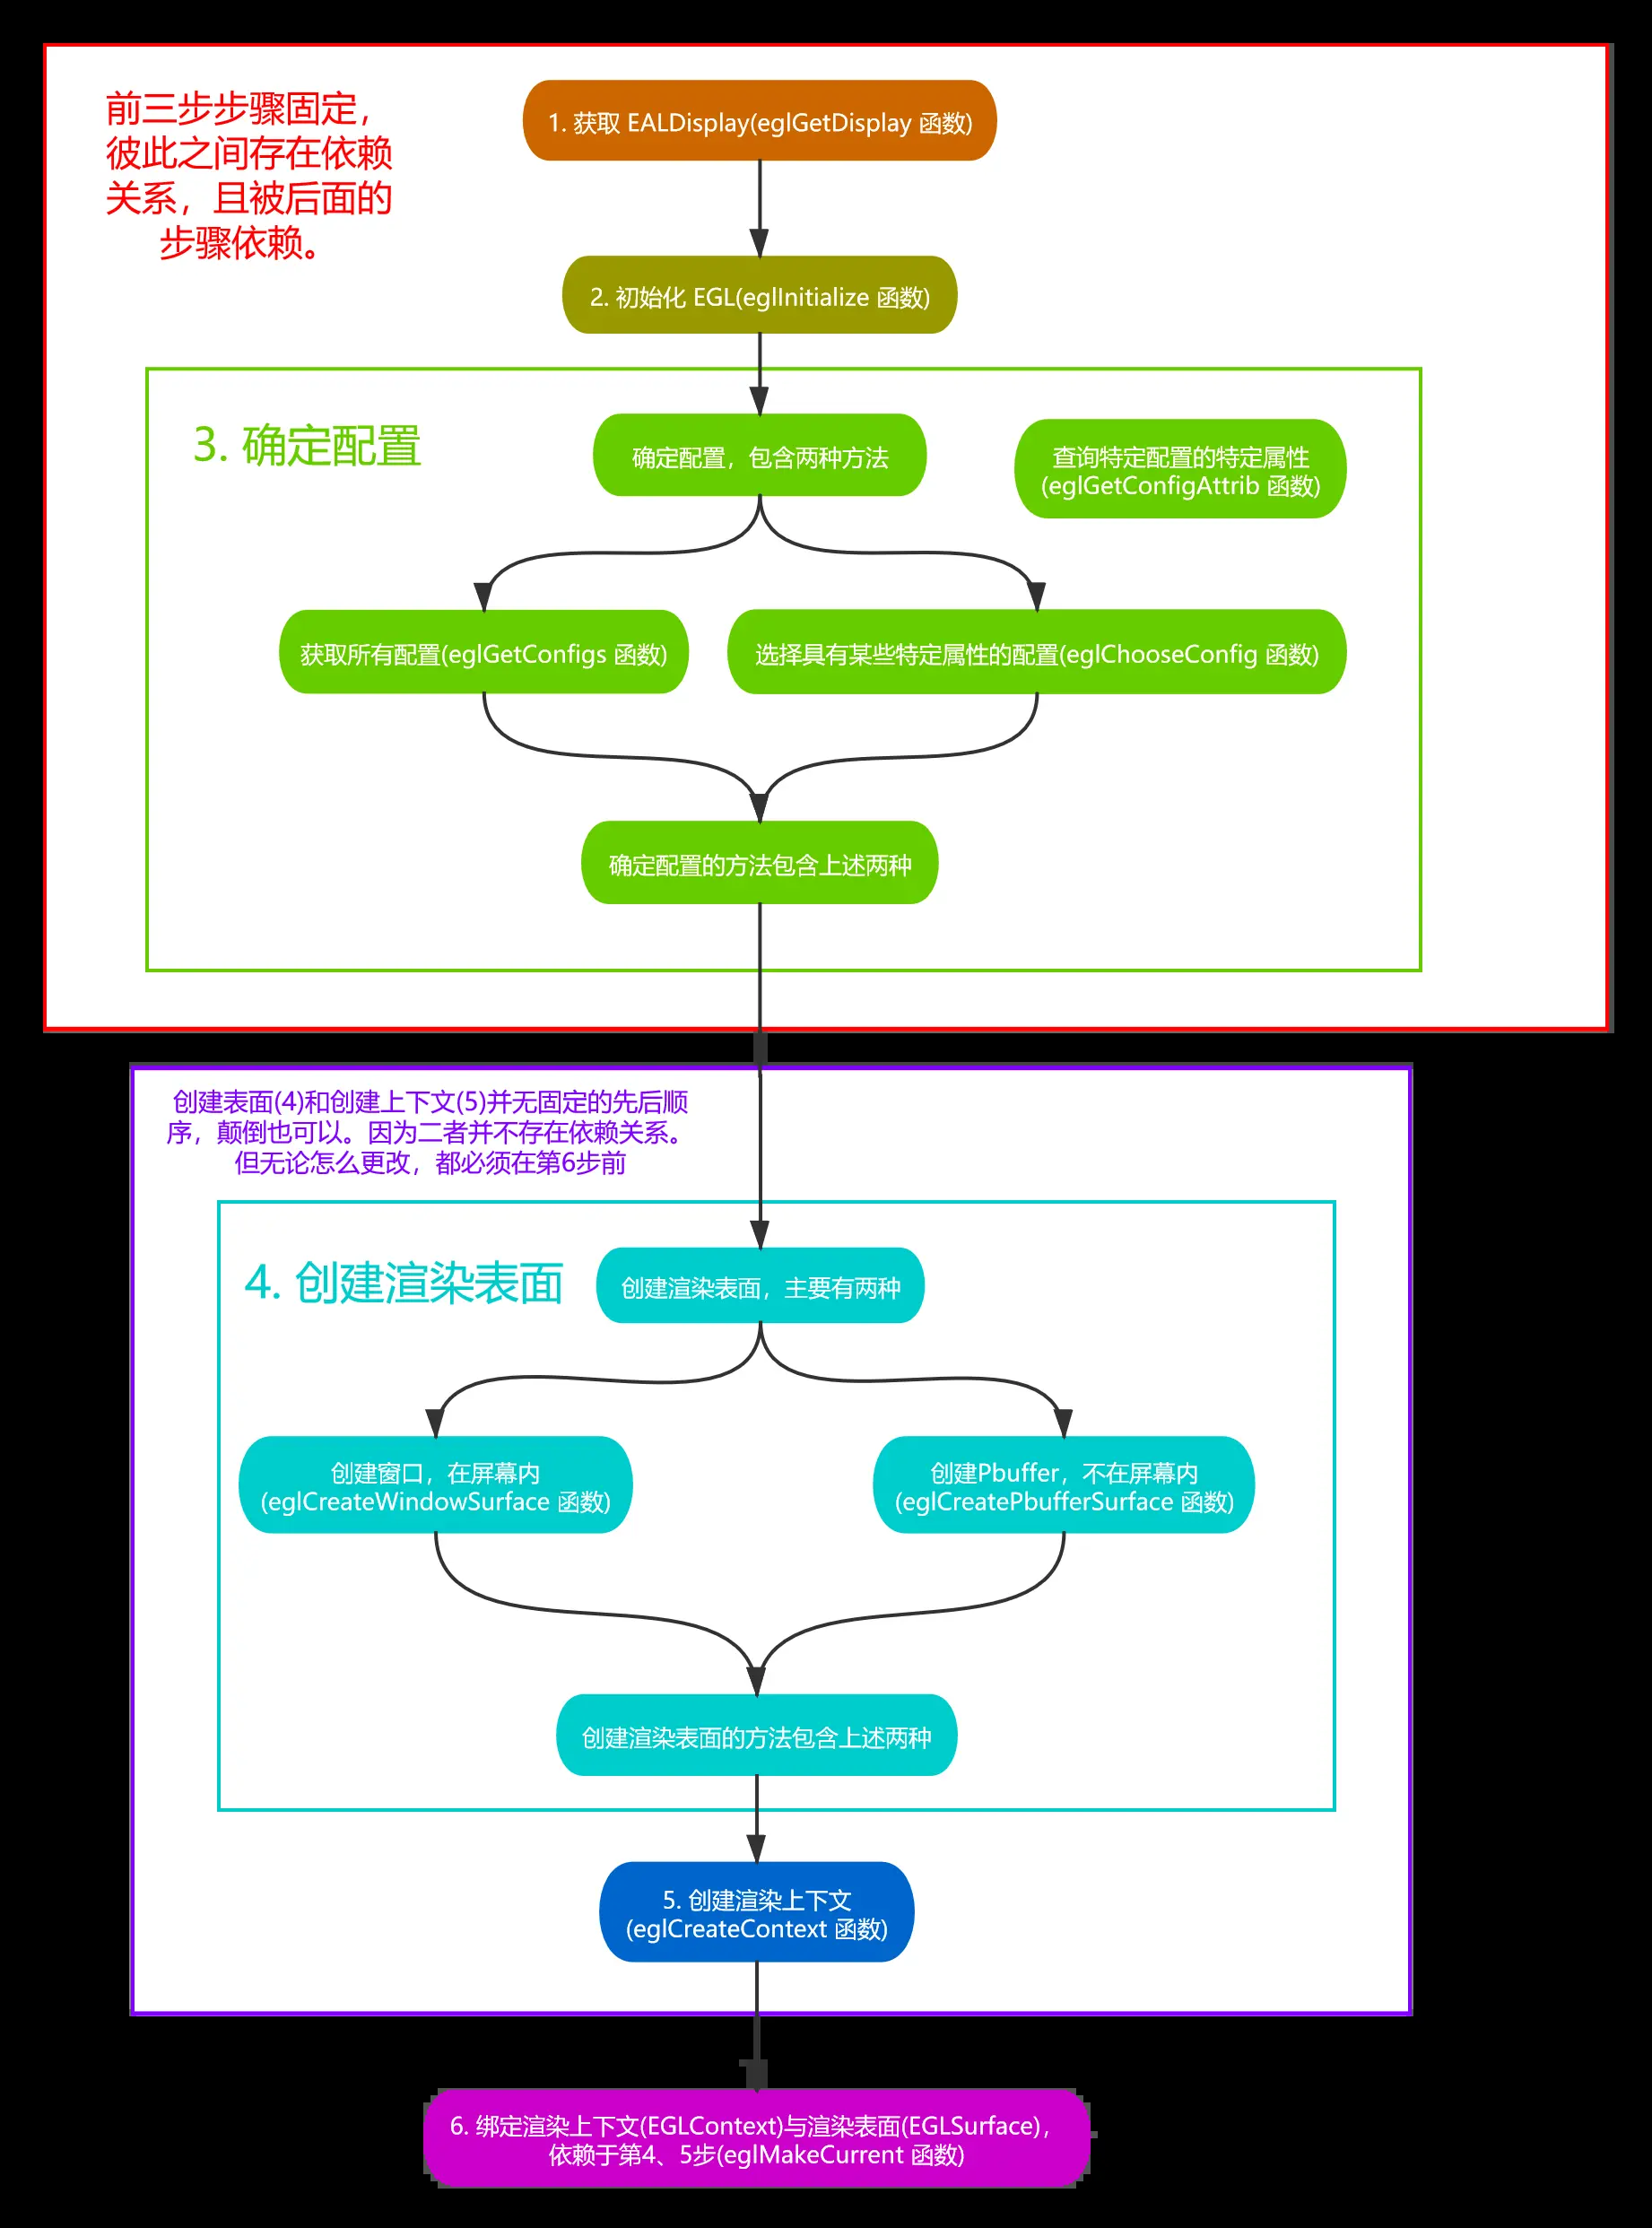 前三步步骤固定，
彼此之间存在依赖
关系，且被后面的
步骤依赖。
1. 获取 EALDisplay(eglGetDisplay 函数)
2. 初始化 EGL(eglInitialize 函数)
3. 确定配置
确定配置，包含两种方法
查询特定配置的特定属性
(eglGetConfigAttrib 函数)
获取所有配置(eglGetConfigs 函数)
选择具有某些特定属性的配置(eglChooseConfig 函数)
确定配置的方法包含上述两种
创建表面(4)和创建上下文(5)并无固定的先后顺
序，颠倒也可以。因为二者并不存在依赖关系。
但无论怎么更改，都必须在第6步前
4. 创建渲染表面
创建渲染表面，主要有两种
创建窗口，在屏幕内
(eglCreateWindowSurface 函数)
创建Pbuffer，不在屏幕内
(eglCreatePbufferSurface 函数)
创建渲染表面的方法包含上述两种
5. 创建渲染上下文
(eglCreateContext 函数)
6. 绑定渲染上下文(EGLContext)与渲染表面(EGLSurface)，
依赖于第4、5步(eglMakeCurrent 函数)